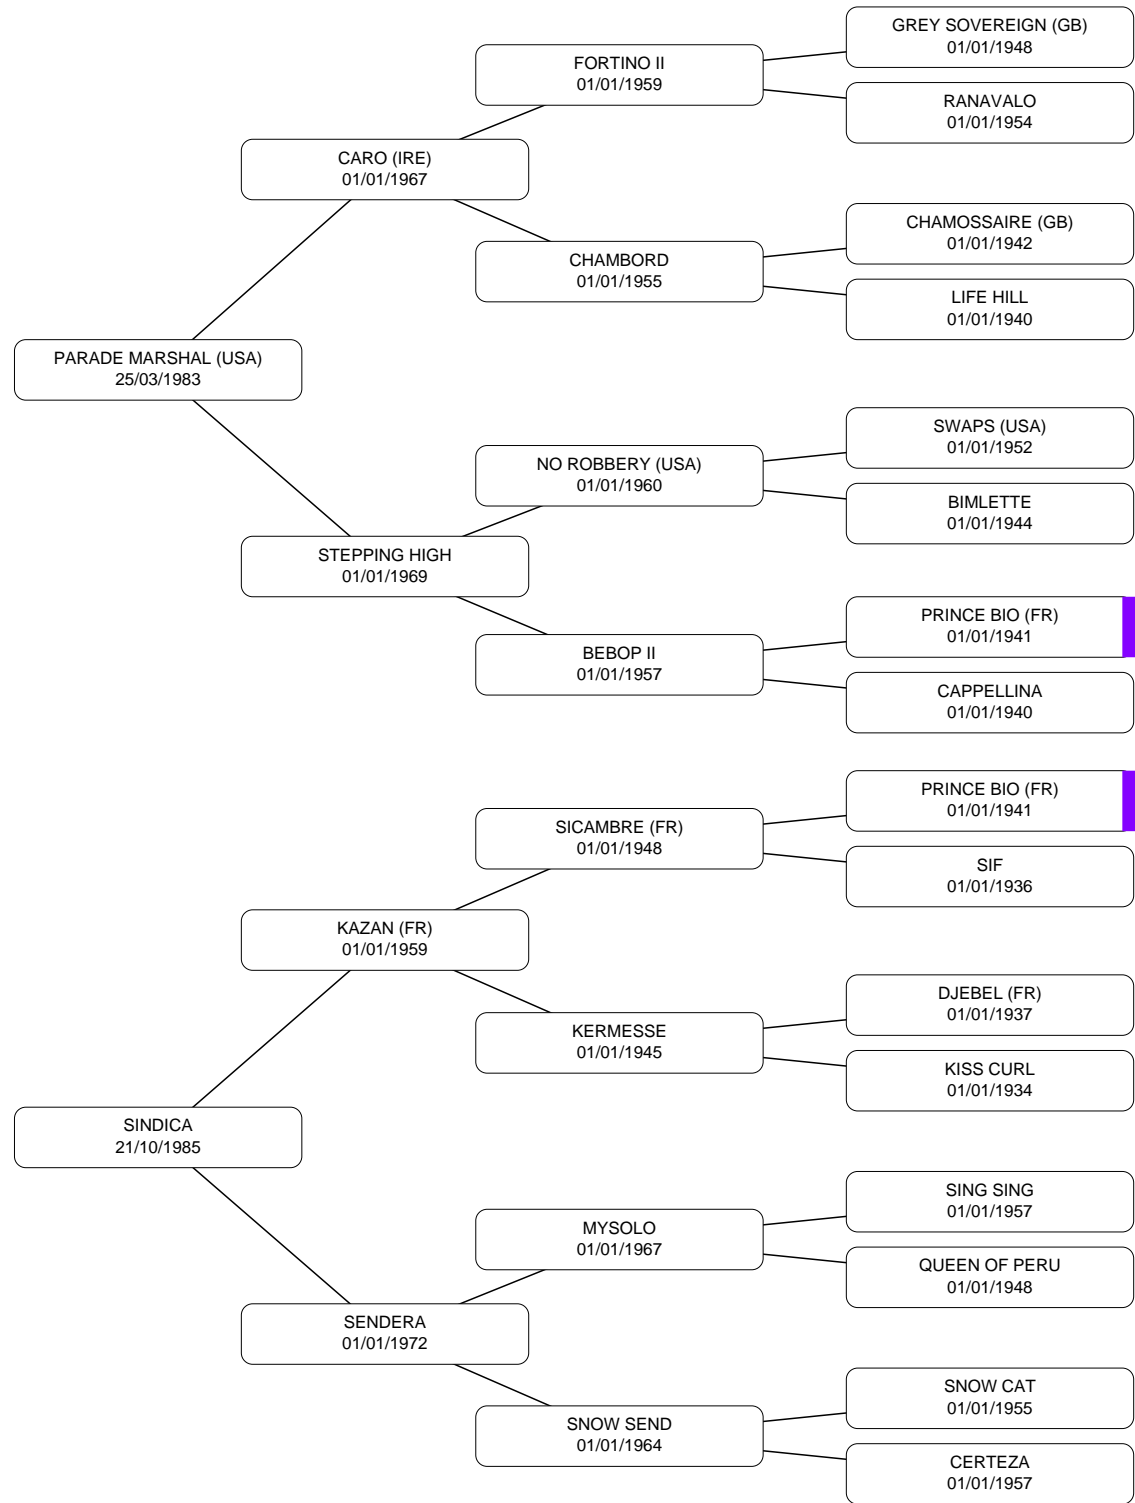 GREY SOVEREIGN (GB)
01/01/1948
FORTINO II
01/01/1959
RANAVALO
01/01/1954
CARO (IRE)
01/01/1967
CHAMOSSAIRE (GB)
01/01/1942
CHAMBORD
01/01/1955
LIFE HILL
01/01/1940
PARADE MARSHAL (USA)
25/03/1983
SWAPS (USA)
01/01/1952
NO ROBBERY (USA)
01/01/1960
BIMLETTE
01/01/1944
STEPPING HIGH
01/01/1969
PRINCE BIO (FR)
01/01/1941
BEBOP II
01/01/1957
CAPPELLINA
01/01/1940
PRINCE BIO (FR)
01/01/1941
SICAMBRE (FR)
01/01/1948
SIF
01/01/1936
KAZAN (FR)
01/01/1959
DJEBEL (FR)
01/01/1937
KERMESSE
01/01/1945
KISS CURL
01/01/1934
SINDICA
21/10/1985
SING SING
01/01/1957
MYSOLO
01/01/1967
QUEEN OF PERU
01/01/1948
SENDERA
01/01/1972
SNOW CAT
01/01/1955
SNOW SEND
01/01/1964
CERTEZA
01/01/1957